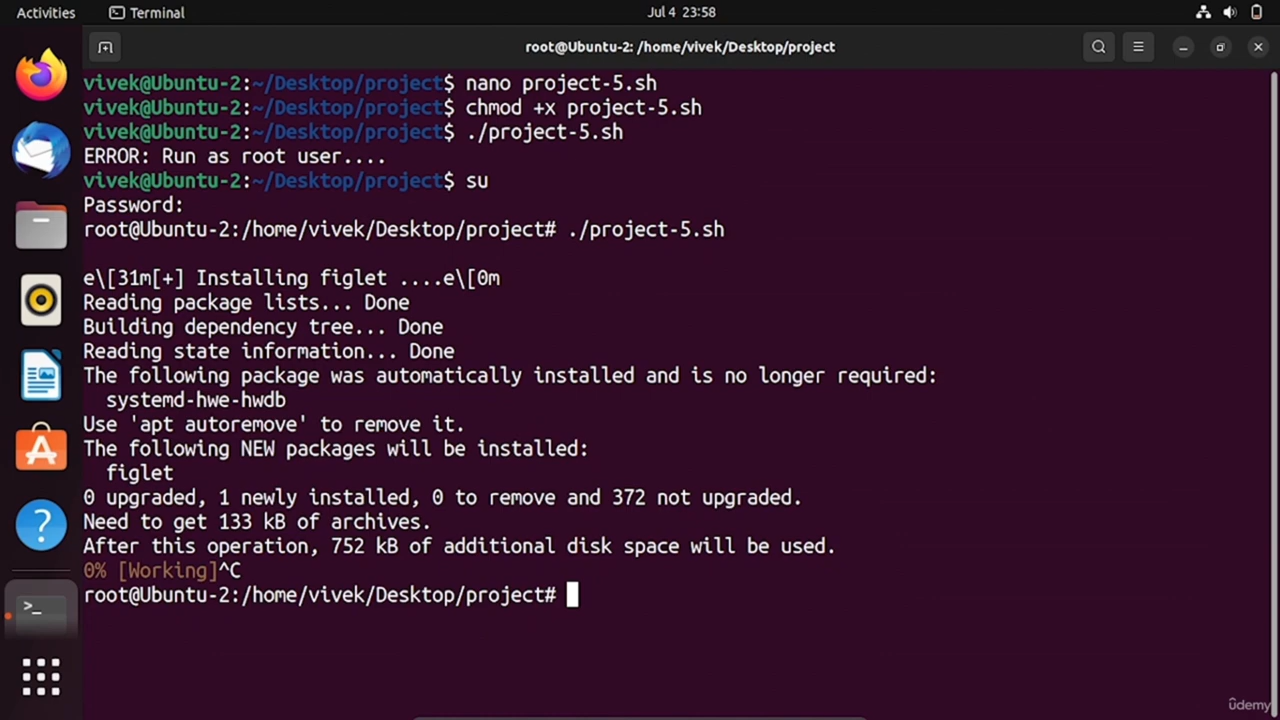 Activities
Terminal
Jul 4 23:58
root@Ubuntu-2: /home/vivek/Desktop/project
vivek@Ubuntu-2:~/Desktop/project$ nano project-5.sh
vivek@Ubuntu-2:~/Desktop/project$ chmod +x project-5.sh
vivek@Ubuntu-2:~/Desktop/project$ ./project-5.sh
ERROR: Run as root user....
vivek@Ubuntu-2:~/Desktop/project$ su
Password:
root@Ubuntu-2:/home/vivek/Desktop/project# ./project-5.sh
e\[31m[+] Installing figlet ....e\[0m
Reading package lists... Done
Building dependency tree... Done
Reading state information... Done
The following package was automatically installed and is no longer required:
systemd-hwe-hwdb
Use 'apt autoremove' to remove it.
The following NEW packages will be installed:
figlet
0 upgraded, 1 newly installed, 0 to remove and 372 not upgraded.
Need to get 133 kB of archives.
After this operation, 752 kB of additional disk space will be used.
0% [Working]^C
root@Ubuntu-2:/home/vivek/Desktop/project#
udemy